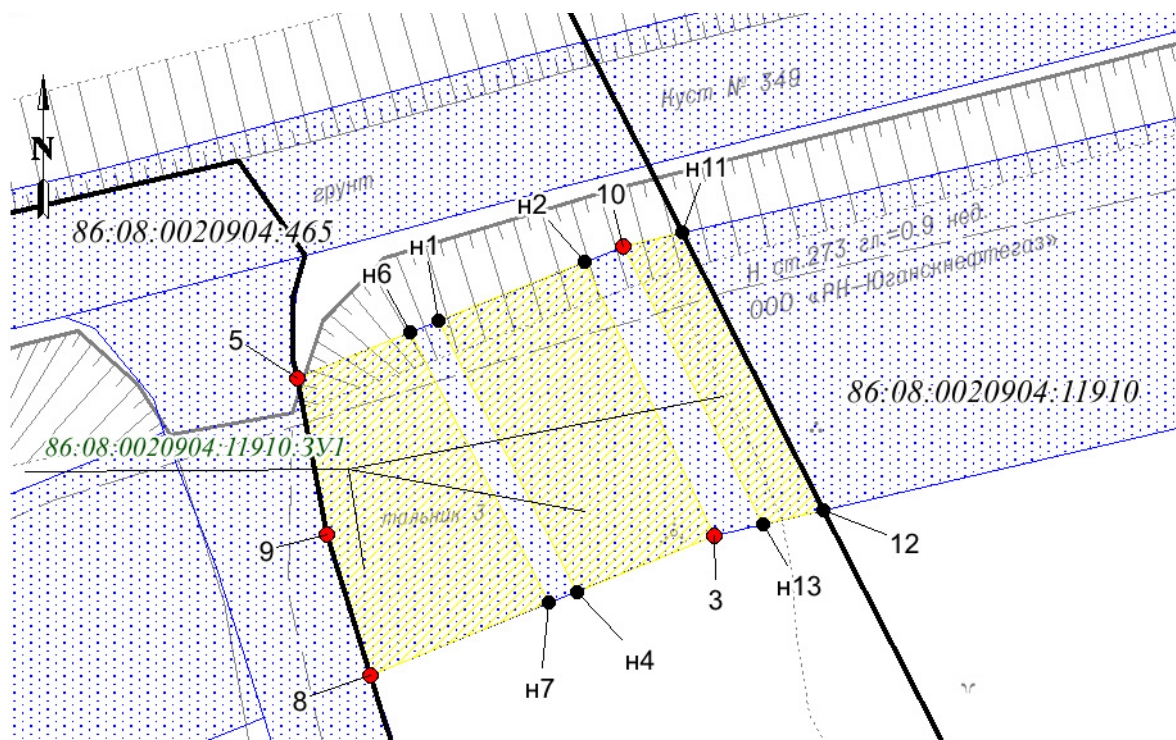 Куст № 349
N
грунт
н11
10
н2
86:08:0020904:465
н1
н6
Н ст.273 гл.=0.9 нед.
ООО «РН-Юганскнефтегаз»
5
86:08:0020904:11910
86:08:0020904:11910:ЗУ1
тальник 3
9
12
3
н13
н4
н7
8